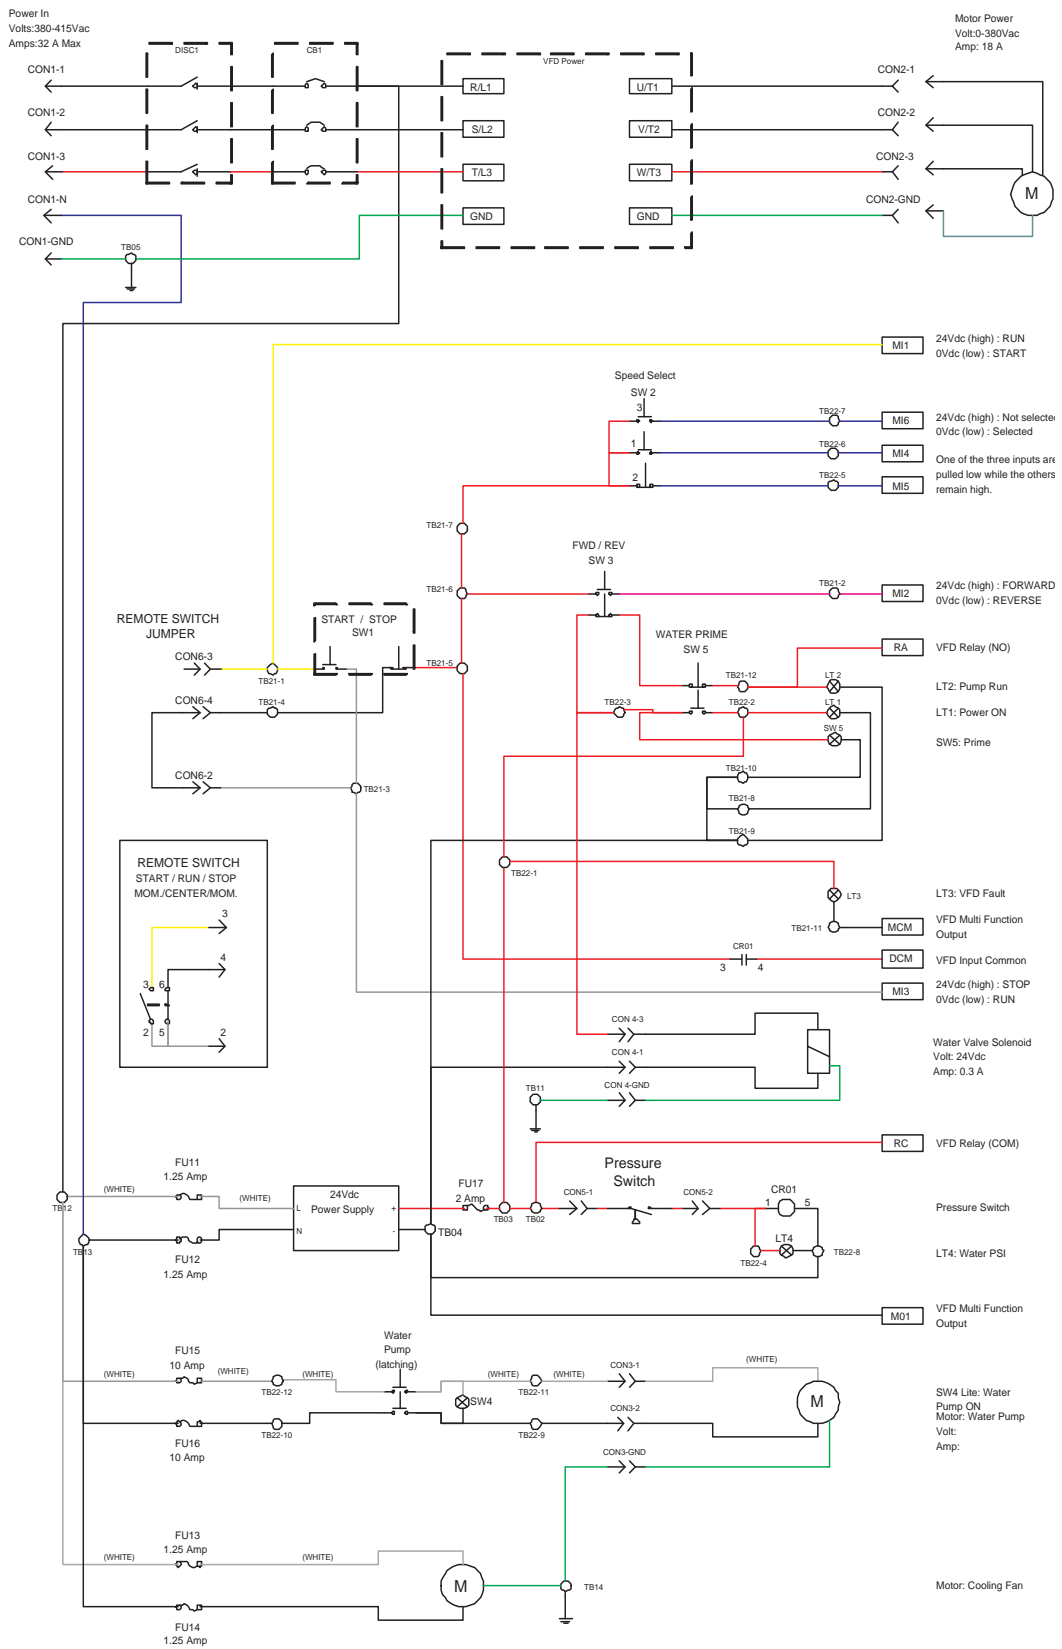 Power In
Volts:380-415Vac
Amps:32 A Max
Motor Power
Volt:0-380Vac
Amp: 18 A
DISC1
CB1
VFD Power
CON1-1
R/L1
U/T1
CON2-1
CON1-2
S/L2
V/T2
CON2-2
CON1-3
T/L3
W/T3
CON2-3
M
CON1-N
GND
GND
CON2-GND
CON1-GND
TB05
MI1
24Vdc (high) : RUN
0Vdc (low) : START
Speed Select
SW 2
3
TB22-7
MI6
24Vdc (high) : Not selected
0Vdc (low) : Selected
1
TB22-6
MI4
One of the three inputs are
pulled low while the others
remain high.
2
TB22-5
MI5
TB21-7
FWD / REV
SW 3
TB21-6
TB21-2
MI2
24Vdc (high) : FORWARD
0Vdc (low) : REVERSE
REMOTE SWITCH
JUMPER
START / STOP
SW1
WATER PRIME
SW 5
RA
VFD Relay (NO)
CON6-3
TB21-1
TB21-5
TB21-12
LT 2
LT2: Pump Run
CON6-4
TB21-4
TB22-3
TB22-2
LT 1
LT1: Power ON
SW 5
SW5: Prime
CON6-2
TB21-3
TB21-10
TB21-8
TB21-9
REMOTE SWITCH
START / RUN / STOP
MOM./CENTER/MOM.
3
4
3 6
2 5
2
TB22-1
LT3
LT3: VFD Fault
TB21-11
MCM
VFD Multi Function
Output
CR01
3 4
DCM
VFD Input Common
MI3
24Vdc (high) : STOP
0Vdc (low) : RUN
CON 4-3
CON 4-1
Water Valve Solenoid
Volt: 24Vdc
Amp: 0.3 A
TB11
CON 4-GND
RC
VFD Relay (COM)
FU11
1.25 Amp
(WHITE)
(WHITE)
TB12
24Vdc
Power Supply
L
N
+
-
FU17
2 Amp
TB03
TB02
Pressure
Switch
CON5-1
CON5-2
CR01
1 5
Pressure Switch
TB13
FU12
1.25 Amp
TB04
LT4
TB22-4
TB22-8
LT4: Water PSI
M01
VFD Multi Function
Output
Water
Pump
(latching)
FU15
10 Amp
(WHITE)
TB22-12
(WHITE)
(WHITE)
TB22-11
(WHITE)
CON3-1
(WHITE)
SW4
M
SW4 Lite: Water
Pump ON
Motor: Water Pump
Volt:
Amp:
FU16
10 Amp
TB22-10
TB22-9
CON3-2
CON3-GND
FU13
1.25 Amp
(WHITE)
(WHITE)
M
TB14
Motor: Cooling Fan
FU14
1.25 Amp